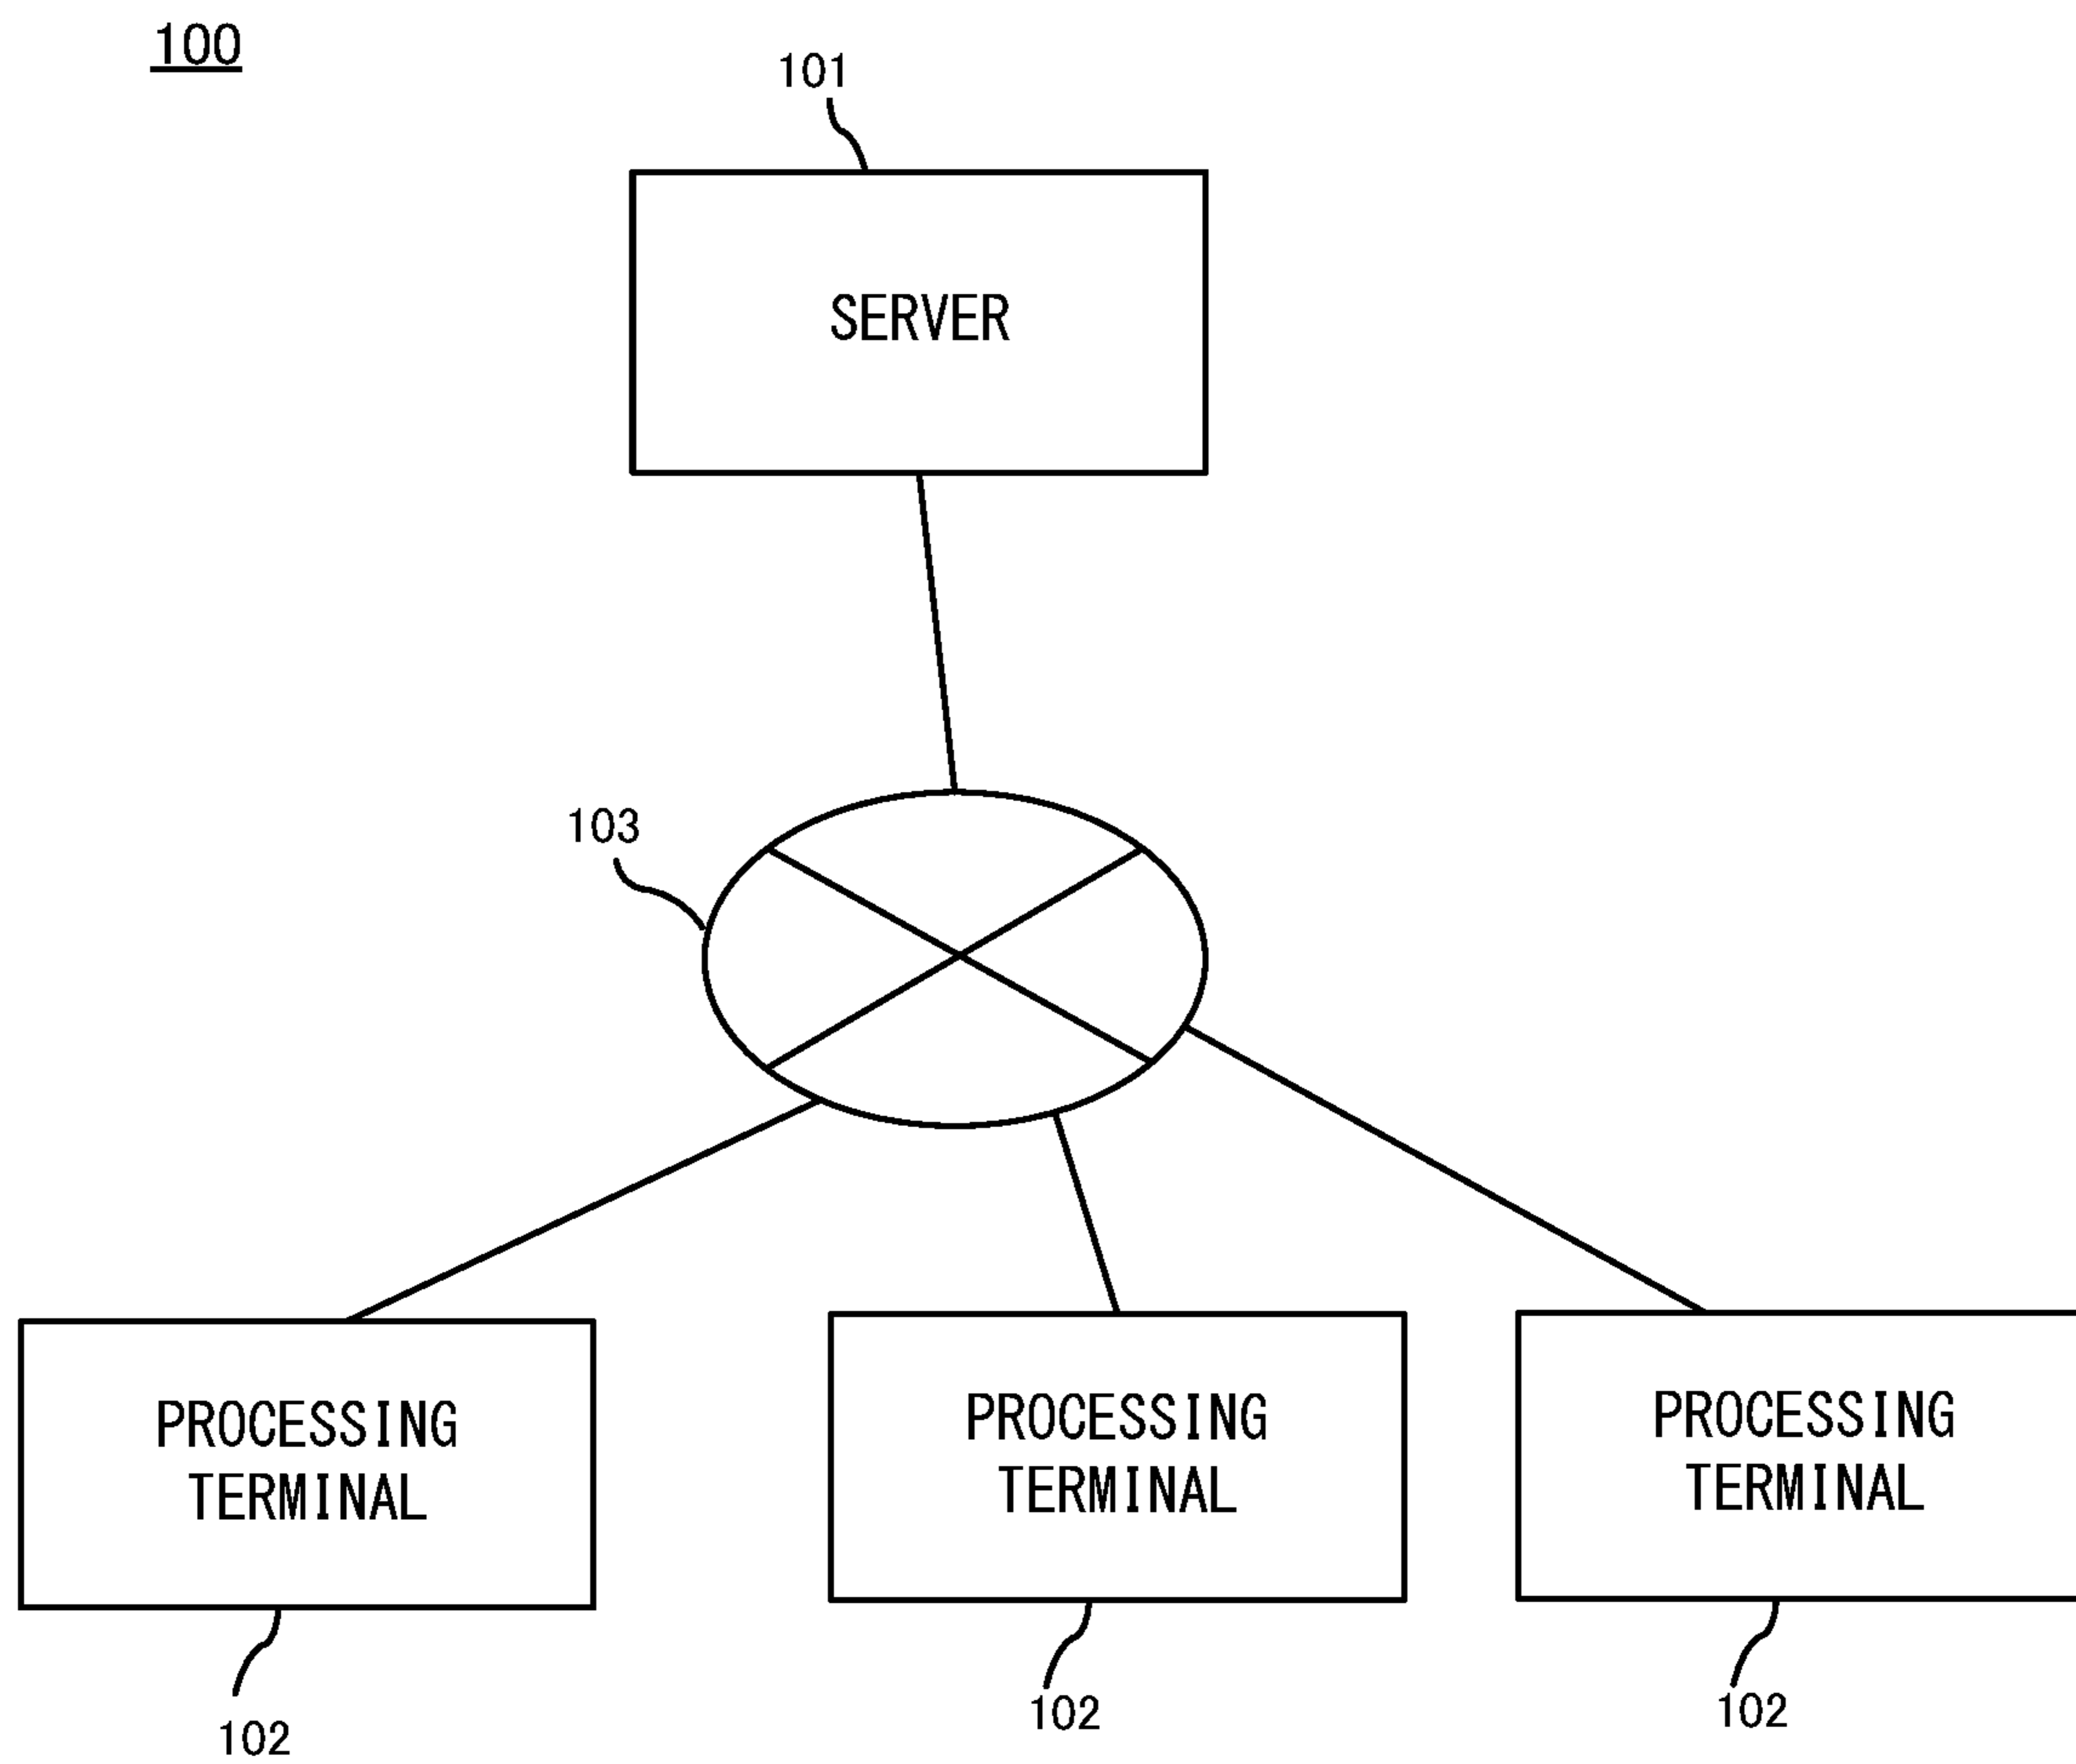 100
101
SERVER
103
PROCESSING
TERMINAL
PROCESSING
TERMINAL
PROCESSING
TERMINAL
102
102
102